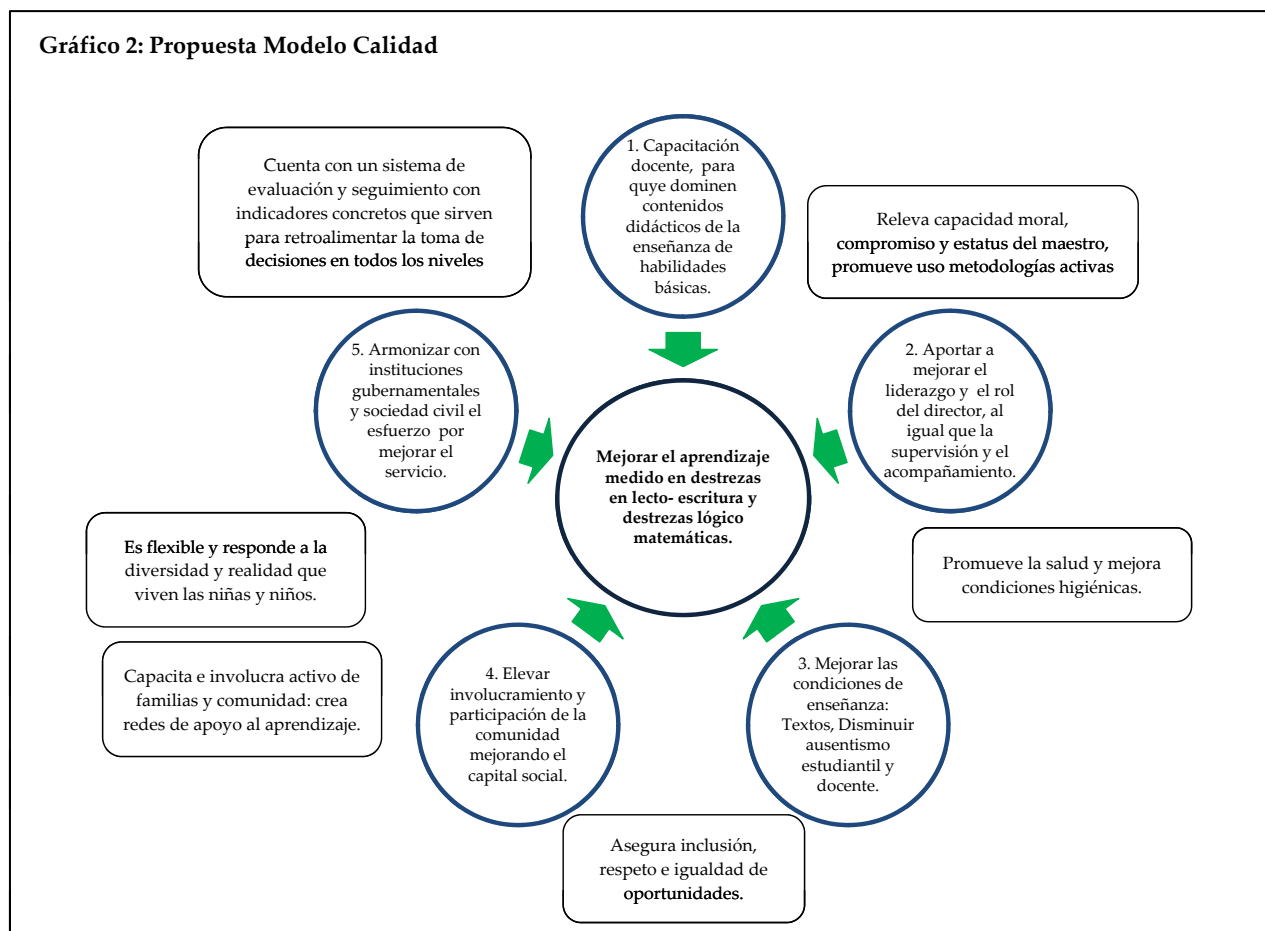 Gráfico 2: Propuesta Modelo Calidad
Cuenta con un sistema de
evaluación y seguimiento con
indicadores concretos que sirven
para retroalimentar la toma de
decisiones en todos los niveles
1. Capacitación
docente, para
quye dominen
contenidos
didácticos de la
enseñanza de
habilidades
básicas.
Releva capacidad moral,
compromiso y estatus del maestro,
promueve uso metodologías activas
5. Armonizar con
instituciones
gubernamentales
y sociedad civil el
esfuerzo por
mejorar el
servicio.
2. Aportar a
mejorar el
liderazgo y el rol
del director, al
igual que la
supervisión y el
acompañamiento.
Mejorar el aprendizaje
medido en destrezas
en lecto- escritura y
destrezas lógico
matemáticas.
Es flexible y responde a la
diversidad y realidad que
viven las niñas y niños.
Promueve la salud y mejora
condiciones higiénicas.
Capacita e involucra activo de
familias y comunidad: crea
redes de apoyo al aprendizaje.
4. Elevar
involucramiento y
participación de la
comunidad
mejorando el
capital social.
3. Mejorar las
condiciones de
enseñanza:
Textos, Disminuir
ausentismo
estudiantil y
docente.
Asegura inclusión,
respeto e igualdad de
oportunidades.